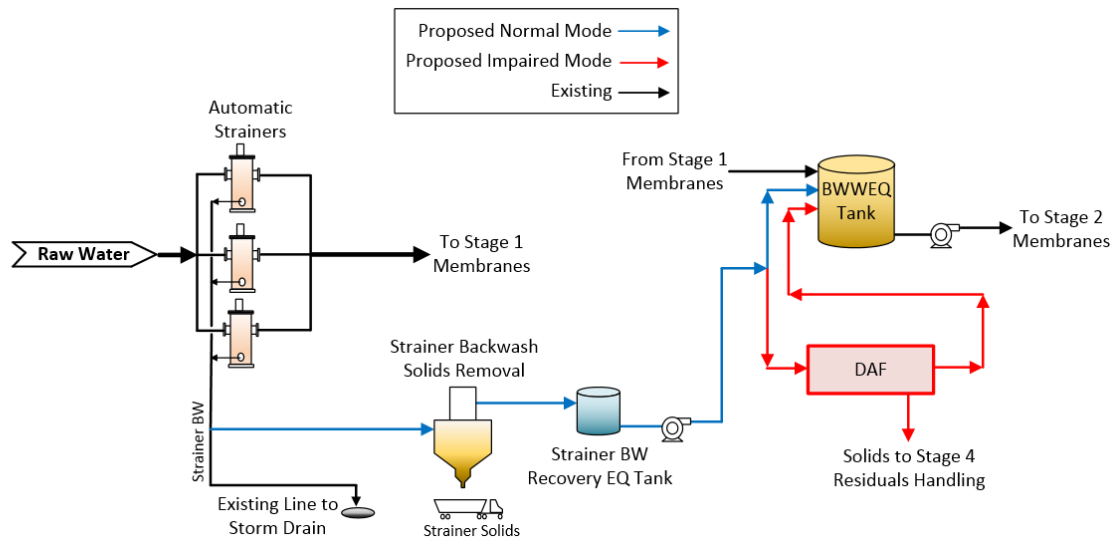 Proposed Normal Mode
Proposed Impaired Mode
Existing
Automatic
Strainers
From Stage 1
Membranes
BWWEQ
Tank
To Stage 2
Membranes
Raw Water
To Stage 1
Membranes
Strainer Backwash
Solids Removal
DAF
Strainer BW
Strainer BW
Recovery EQ Tank
Solids to Stage 4
Residuals Handling
Existing Line to
Storm Drain
Strainer Solids